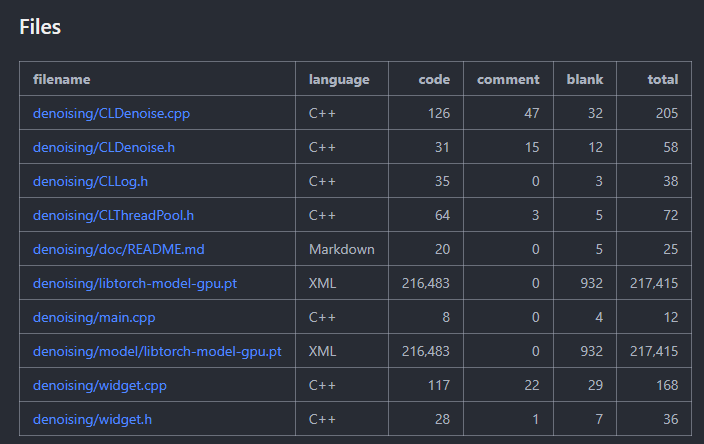 Files
filename language code comment blank total
denoising/CLDenoise.cpp C++ 126 47 32 205
denoising/CLDenoise.h C++ 31 15 12 58
denoising/CLLog.h C++ 35 0 3 38
denoising/CLThreadPool.h C++ 64 3 5 72
denoising/doc/README.md Markdown 20 0 5 25
denoising/libtorch-model-gpu.pt XML 216,483 0 932 217,415
denoising/main.cpp C++ 8 0 4 12
denoising/model/libtorch-model-gpu.pt XML 216,483 0 932 217,415
denoising/widget.cpp C++ 117 22 29 168
denoising/widget.h C++ 28 1 7 36